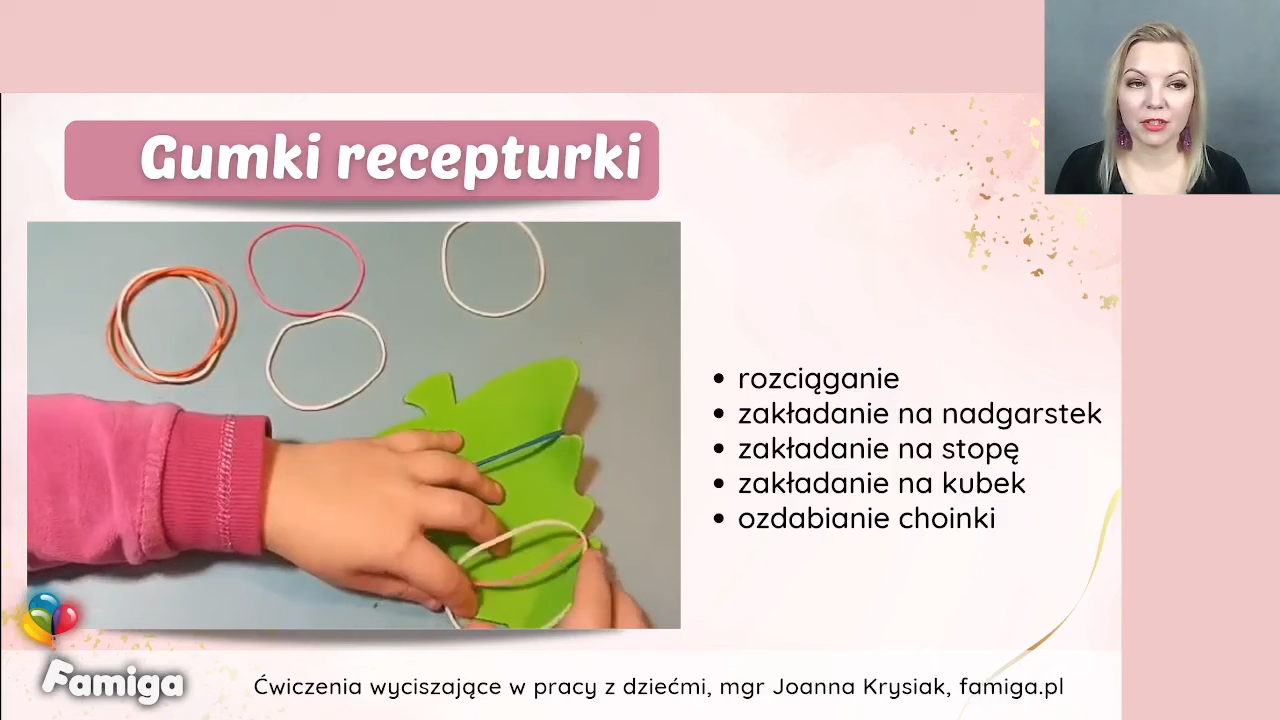 Gumki recepturki
• rozciąganie
• zakładanie na nadgarstek
• zakładanie na stopę
• zakładanie na kubek
• ozdabianie choinki
Famiga
Ćwiczenia wyciszające w pracy z dziećmi, mgr Joanna Krysiak, famiga.pl